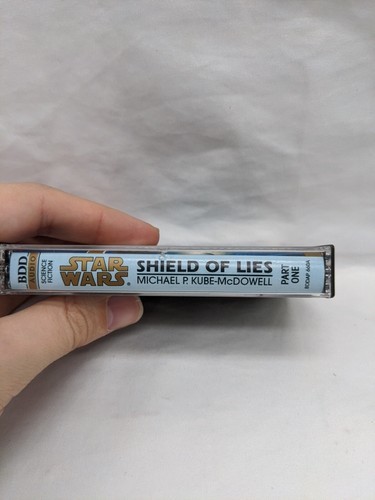 BDD
AUDIO
SCIENCE
FICTION
STAR
WARS®
SHIELD OF LIES
MICHAEL P. KUBE-McDOWELL
PART
ONE